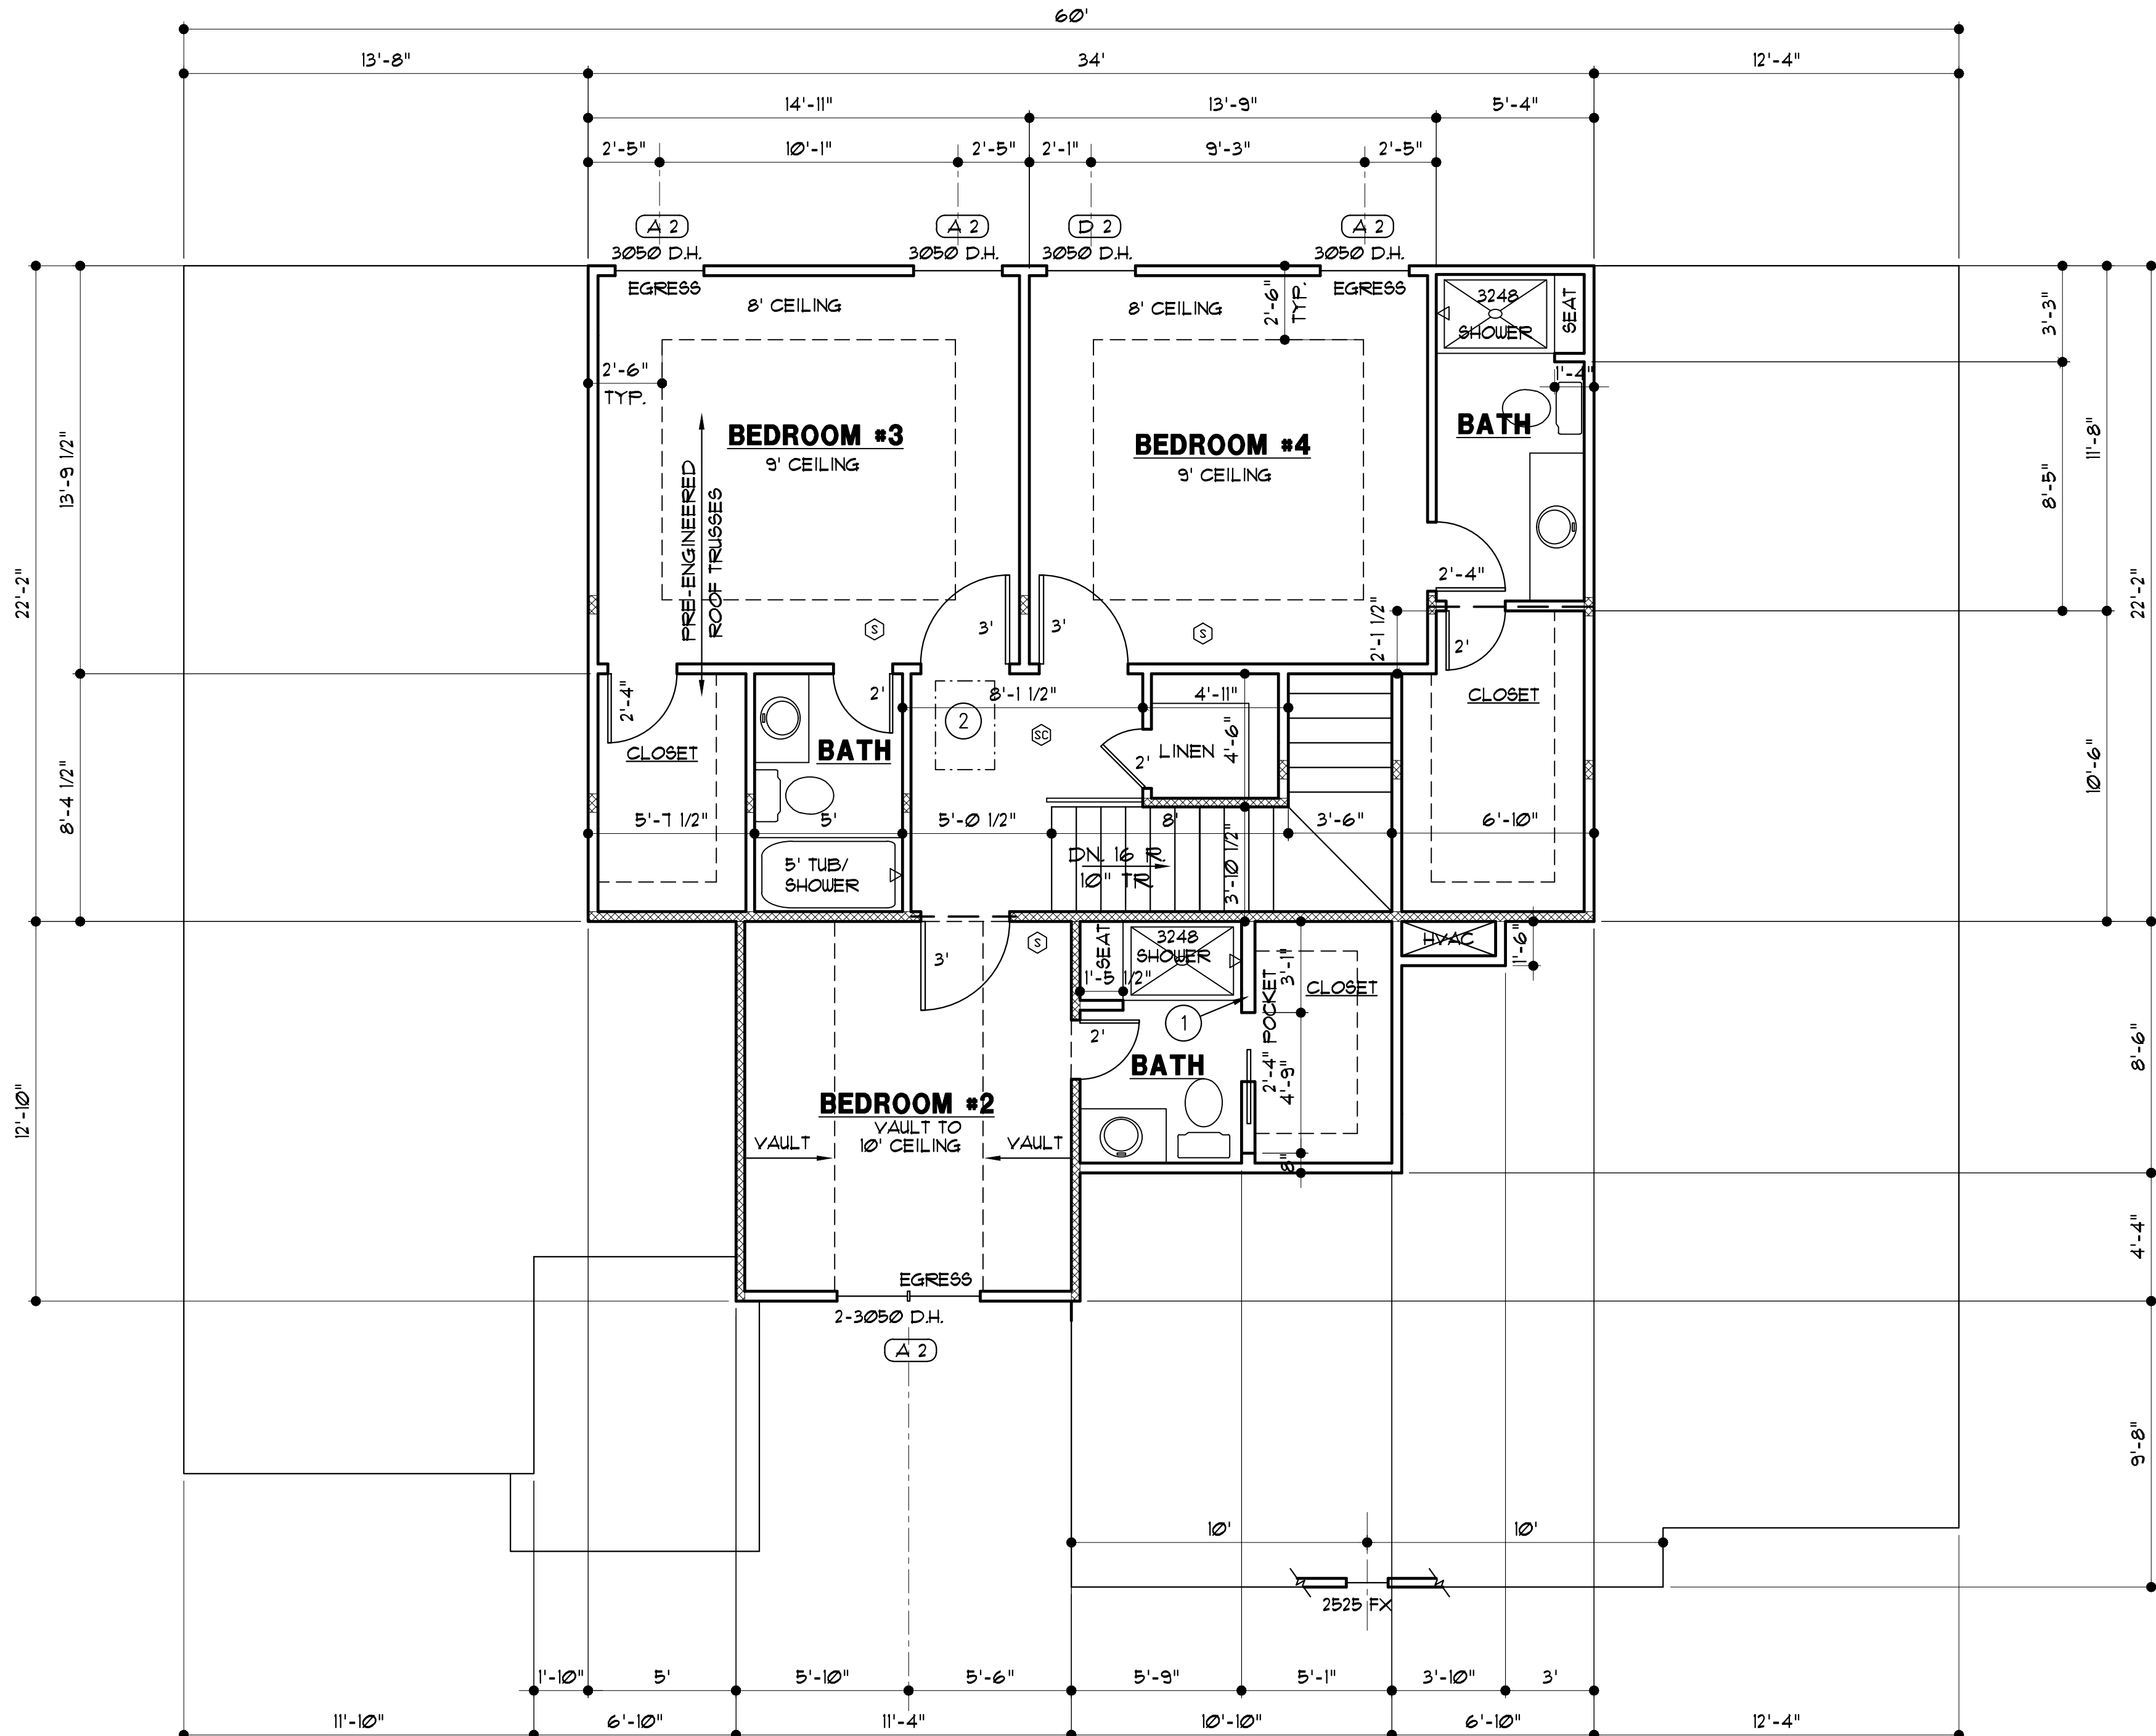 60'
13'-8"
34'
12'-4"
14'-11"
13'-9"
5'-4"
2'-5"
10'-1"
2'-5"
2'-1"
9'-3"
2'-5"
A 2
A 2
D 2
A 2
3050 D.H.
3050 D.H.
3050 D.H.
3050 D.H.
EGRESS
8' CEILING
8' CEILING
2'-6"
TYP.
EGRESS
3248
SHOWER
SEAT
3'-3"
2'-6"
TYP.
1'-4"
BEDROOM #3
9' CEILING
BEDROOM #4
9' CEILING
BATH
13'-9 1/2"
11'-8"
8'-5"
PRE-ENGINEERED
ROOF TRUSSES
22'-2"
22'-2"
2'-4"
S
3'
3'
S
2'-1 1/2"
2'
2'-4"
2'
8'-1 1/2"
4'-11"
CLOSET
2
SC
CLOSET
BATH
LINEN
4'-6"
2'
8'-4 1/2"
10'-6"
5'-7 1/2"
5'
5'-0 1/2"
8'
3'-6"
6'-10"
DN. 16 R.
10" TR.
3'-10 1/2"
5' TUB/
SHOWER
S
3'
SEAT
3248
SHOWER
1'-5 1/2"
3'-1"
CLOSET
HVAC
1'-6"
1
2'
2'-4" POCKET
4'-9"
BATH
8'-6"
12'-10"
BEDROOM #2
VAULT TO
10' CEILING
VAULT
VAULT
8"
4'-4"
EGRESS
2-3050 D.H.
A 2
9'-8"
10'
10'
2525 FX
1'-10"
5'
5'-10"
5'-6"
5'-9"
5'-1"
3'-10"
3'
11'-10"
6'-10"
11'-4"
10'-10"
6'-10"
12'-4"